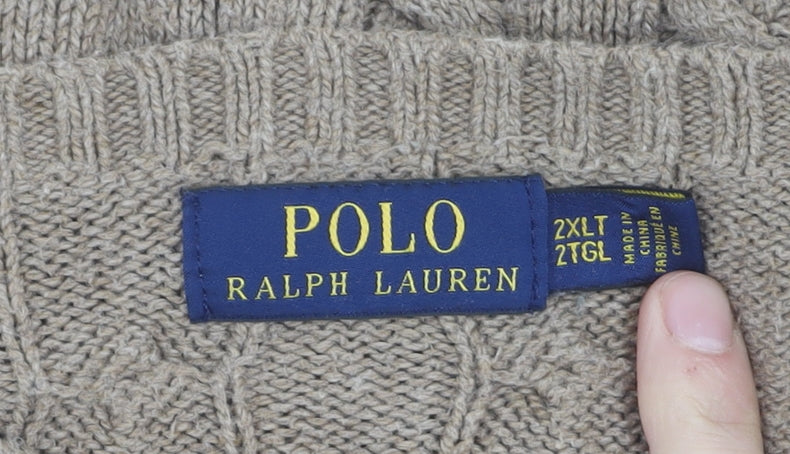 POLO
RALPH LAUREN
2XLT
2TGL
MADE IN
CHINA
FABRIQUÉ EN
CHINE